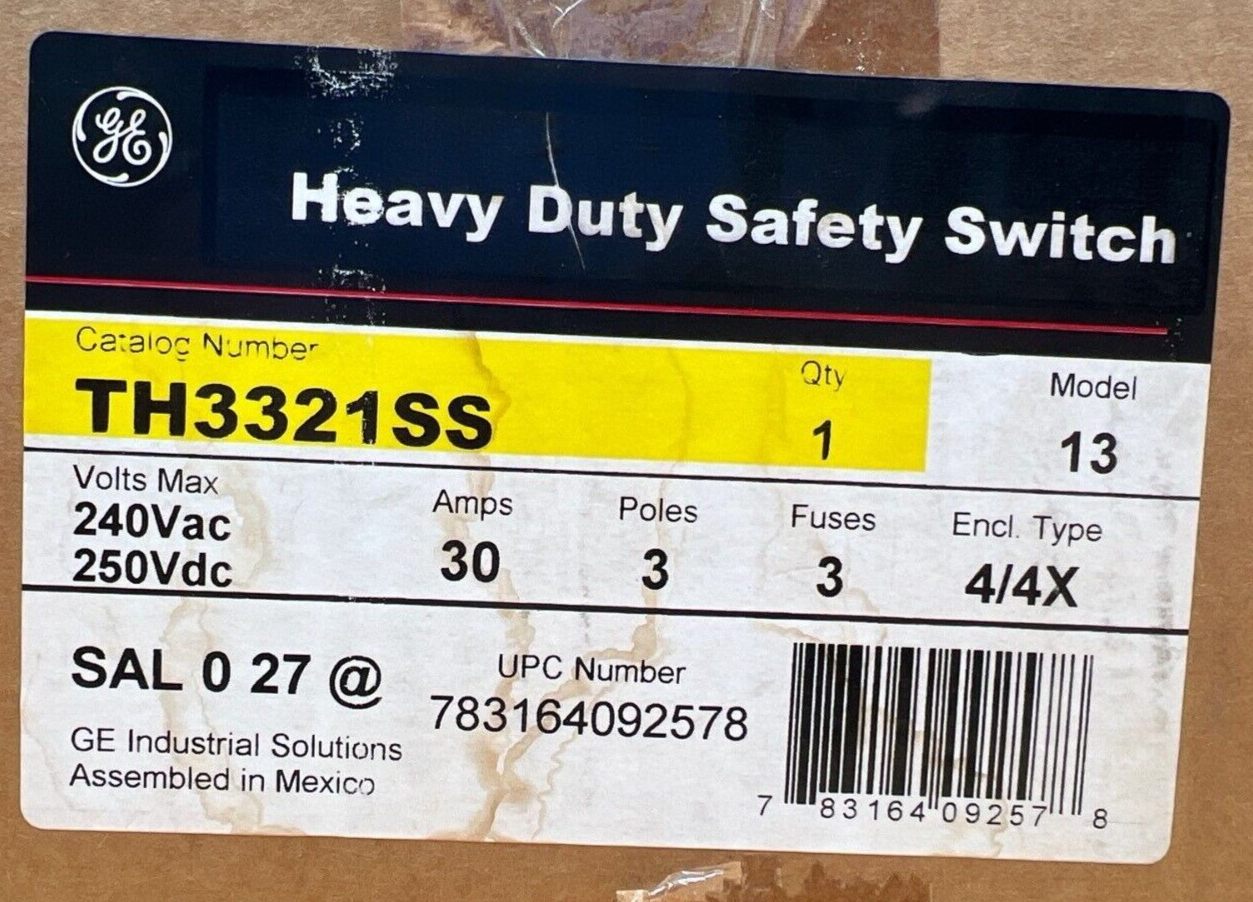 GE
Heavy Duty Safety Switch
Catalog Number
TH3321SS
Qty
1
Model
13
Volts Max
240Vac
250Vdc
Amps
30
Poles
3
Fuses
3
Encl. Type
4/4X
SAL 0 27 @
GE Industrial Solutions
Assembled in Mexico
UPC Number
783164092578
7 83164 09257 8